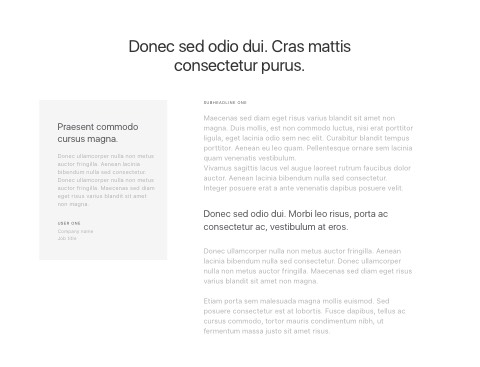 Donec sed odio dui. Cras mattis
consectetur purus.
Praesent commodo
cursus magna.
Donec ullamcorper nulla non metus
auctor fringilla. Aenean lacinia
bibendum nulla sed consectetur.
Donec ullamcorper nulla non metus
auctor fringilla. Maecenas sed diam
eget risus varius blandit sit amet
non magna.
USER ONE
Company name
Job title
SUBHEADLINE ONE
Maecenas sed diam eget risus varius blandit sit amet non
magna. Duis mollis, est non commodo luctus, nisi erat porttitor
ligula, eget lacinia odio sem nec elit. Curabitur blandit tempus
porttitor. Aenean eu leo quam. Pellentesque ornare sem lacinia
quam venenatis vestibulum.
Vivamus sagittis lacus vel augue laoreet rutrum faucibus dolor
auctor. Aenean lacinia bibendum nulla sed consectetur.
Integer posuere erat a ante venenatis dapibus posuere velit.
Donec sed odio dui. Morbi leo risus, porta ac
consectetur ac, vestibulum at eros.
Donec ullamcorper nulla non metus auctor fringilla. Aenean
lacinia bibendum nulla sed consectetur. Donec ullamcorper
nulla non metus auctor fringilla. Maecenas sed diam eget risus
varius blandit sit amet non magna.
Etiam porta sem malesuada magna mollis euismod. Sed
posuere consectetur est at lobortis. Fusce dapibus, tellus ac
cursus commodo, tortor mauris condimentum nibh, ut
fermentum massa justo sit amet risus.